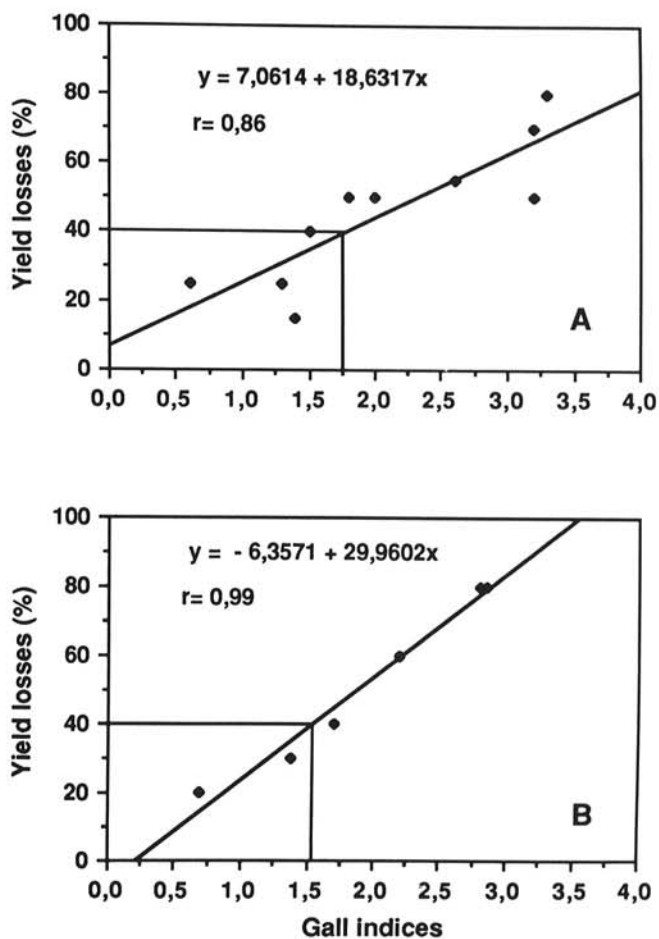 100
80
60
40
20
0
Yield losses (%)
y = 7,0614 + 18,6317x
r= 0,86
A
0,0 0,5 1,0 1,5 2,0 2,5 3,0 3,5 4,0
100
80
60
40
20
0
Yield losses (%)
y = - 6,3571 + 29,9602x
r= 0,99
B
0,0 0,5 1,0 1,5 2,0 2,5 3,0 3,5 4,0
Gall indices